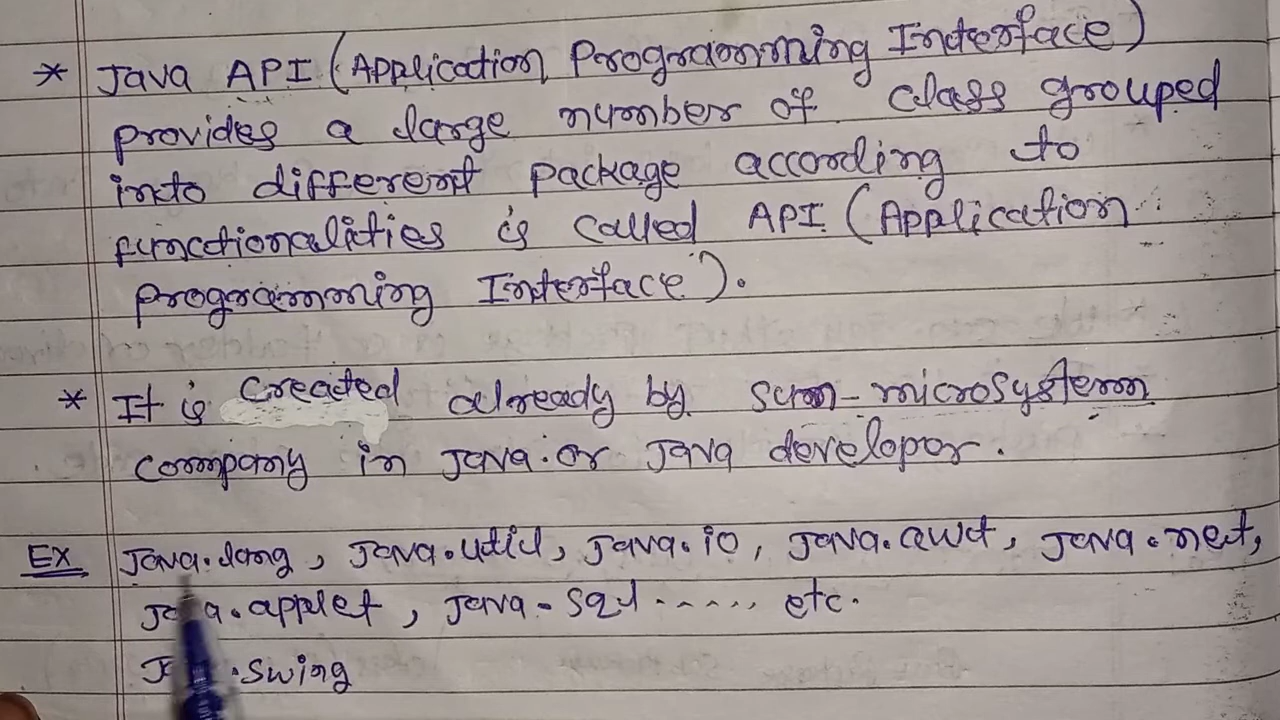 * Java API (Application Programming Interface)
provides a large number of class grouped
into different package according to
functionalities is called API (Application
Programming Interface).
* It is created already by sun-microsystem
company in Java or Java developer.
Ex Java.lang, Java.util, Java.io, Java.awt, Java.net,
Java.applet, Java.sql ...... etc.
.swing